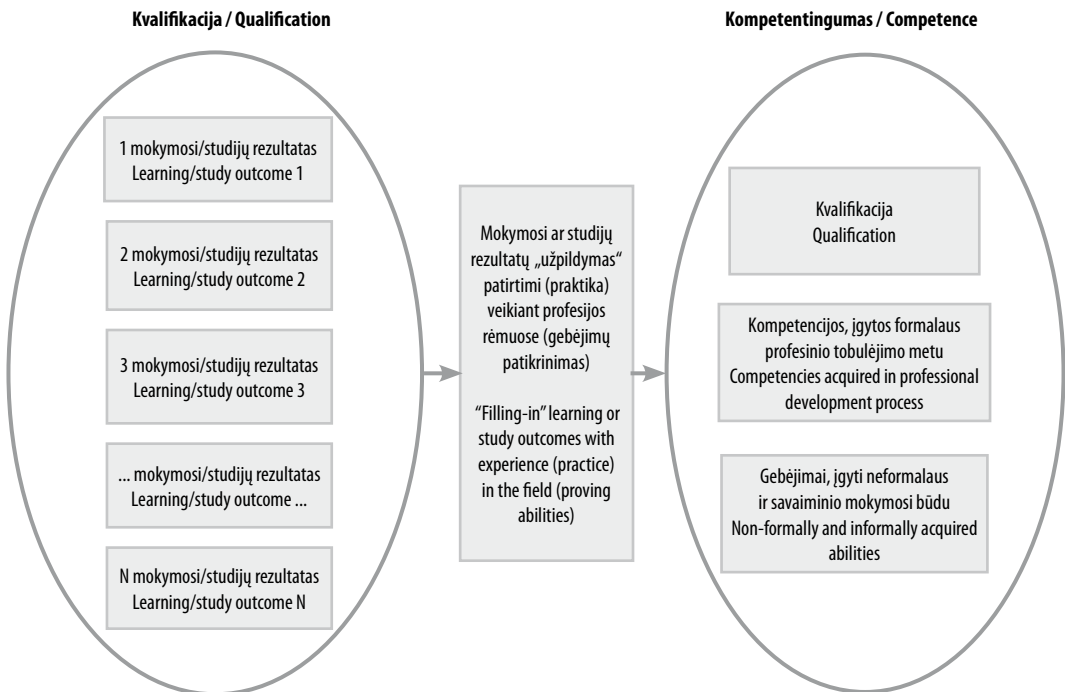 Kvalifikacija / Qualification
1 mokymosi/studijų rezultatas
Learning/study outcome 1
2 mokymosi/studijų rezultatas
Learning/study outcome 2
3 mokymosi/studijų rezultatas
Learning/study outcome 3
... mokymosi/studijų rezultatas
Learning/study outcome ...
N mokymosi/studijų rezultatas
Learning/study outcome N
Mokymosi ar studijų
rezultatų „užpildymas“
patirtimi (praktika)
veikiant profesijos
rėmuose (gebėjimų
patikrinimas)
“Filling-in” learning or
study outcomes with
experience (practice)
in the field (proving
abilities)
Kompetentingumas / Competence
Kvalifikacija
Qualification
Kompetencijos, įgytos formalaus
profesinio tobulėjimo metu
Competencies acquired in professional
development process
Gebėjimai, įgyti neformalaus
ir savaiminio mokymosi būdu
Non-formally and informally acquired
abilities